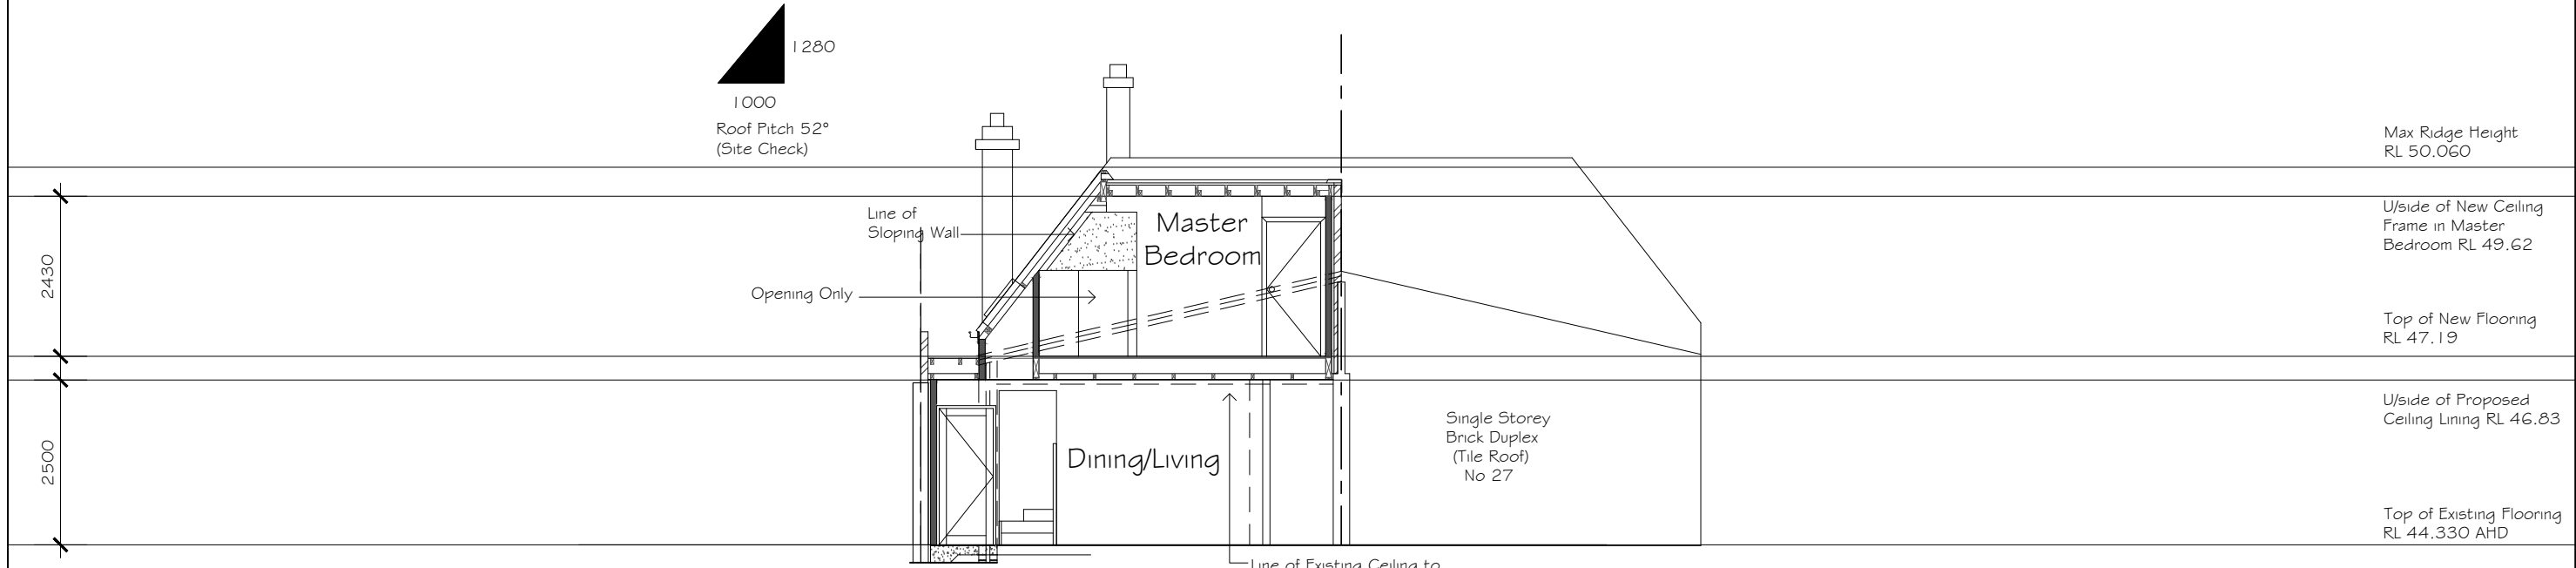 1280
1000
Roof Pitch 52°
(Site Check)
Max Ridge Height
RL 50.060
Line of
Sloping Wall
Master
Bedroom
U/side of New Ceiling
Frame in Master
Bedroom RL 49.62
2430
Opening Only
Top of New Flooring
RL 47.19
U/side of Proposed
Ceiling Lining RL 46.83
2500
Dining/Living
Single Storey
Brick Duplex
(Tile Roof)
No 27
Top of Existing Flooring
RL 44.330 AHD
Line of Existing Ceiling to